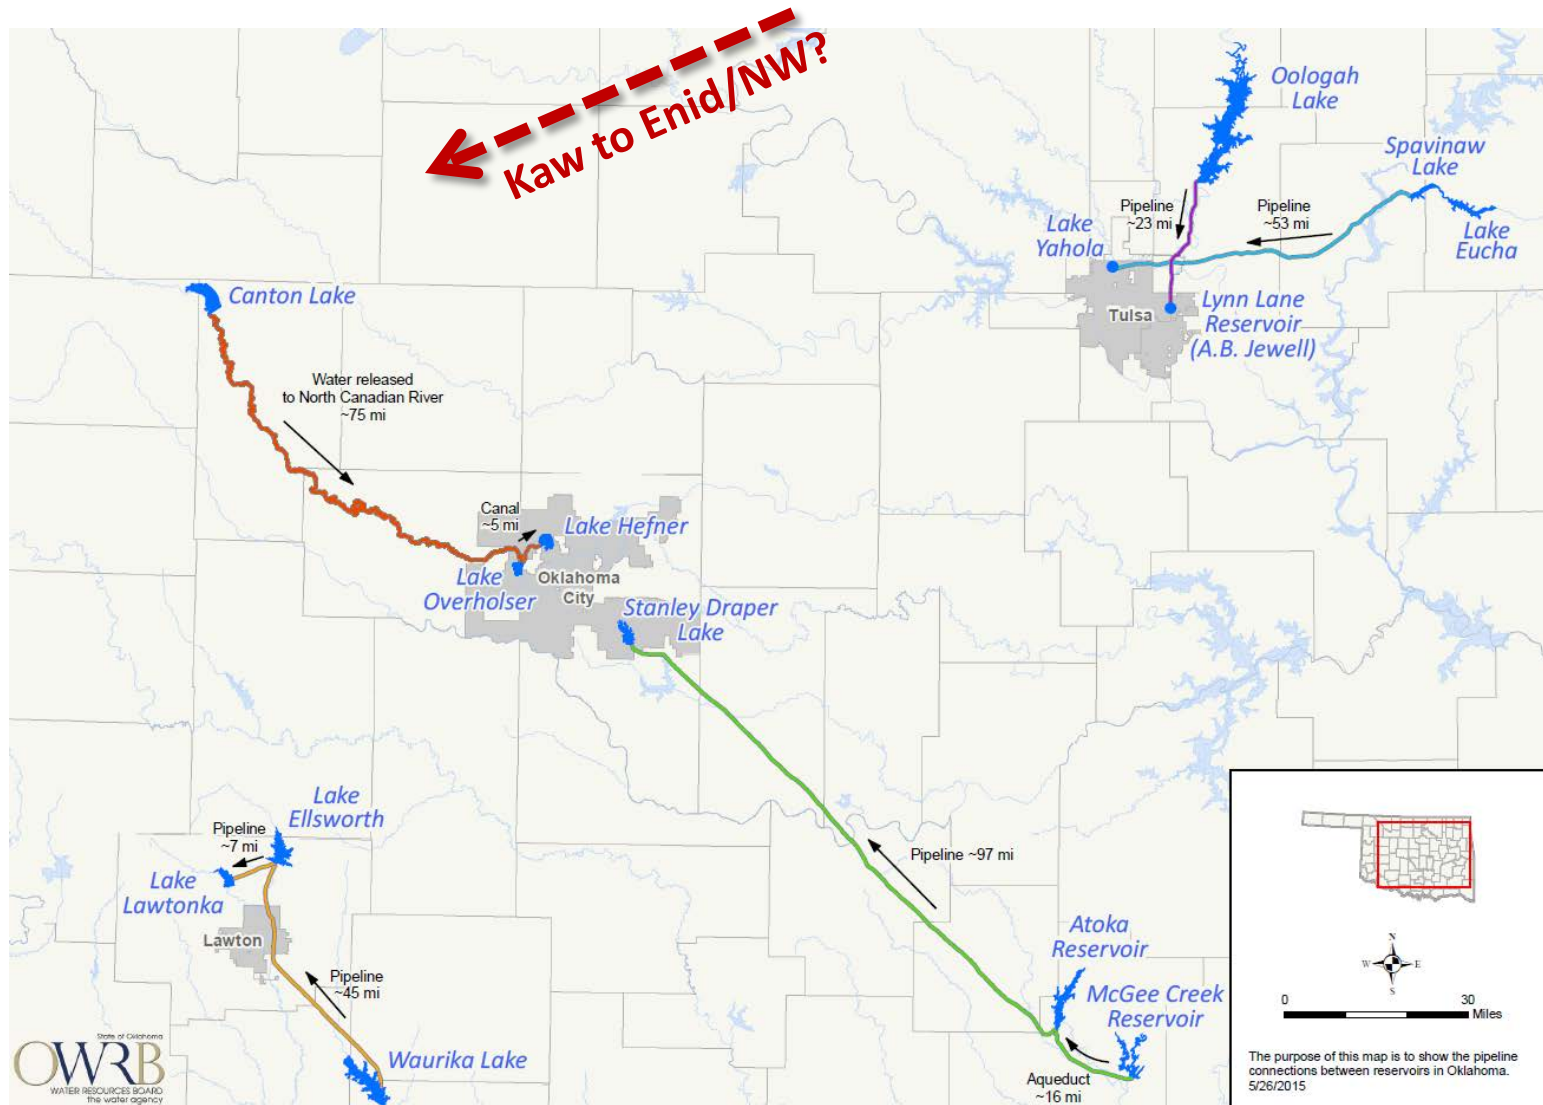 Kaw to Enid/NW?
Oologah
Lake
Spavinaw
Lake
Pipeline
~23 mi
Pipeline
~53 mi
Lake
Yahola
Lake
Eucha
Canton Lake
Tulsa
Lynn Lane
Reservoir
(A.B. Jewell)
Water released
to North Canadian River
~75 mi
Canal
~5 mi
Lake Hefner
Lake
Overholser
Oklahoma
City
Stanley Draper
Lake
Lake
Ellsworth
Pipeline
~7 mi
Lake
Lawtonka
Lawton
Pipeline
~45 mi
Waurika Lake
Pipeline ~97 mi
Atoka
Reservoir
McGee Creek
Reservoir
Aqueduct
~16 mi
N
W
E
S
0
30
Miles
The purpose of this map is to show the pipeline
connections between reservoirs in Oklahoma.
5/26/2015
State of Oklahoma
OWRB
WATER RESOURCES BOARD
the water agency